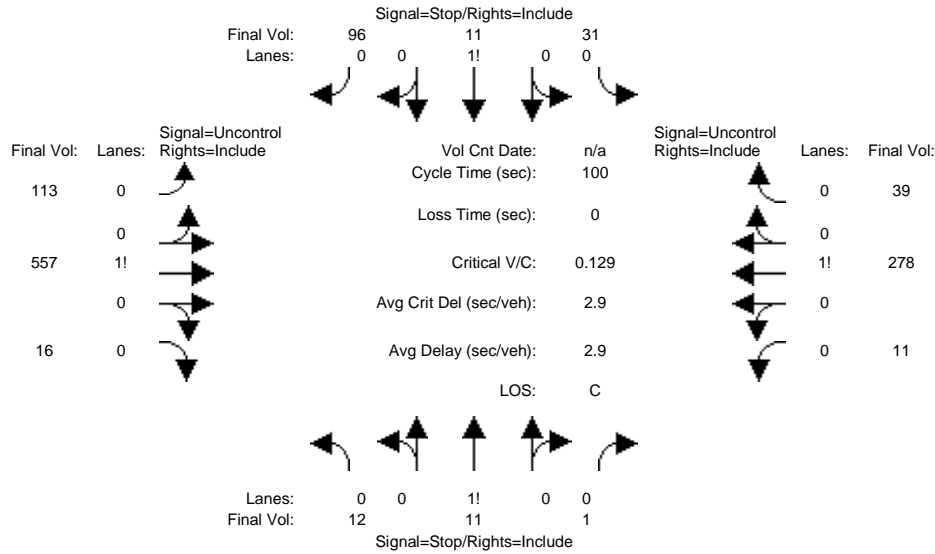 Signal=Stop/Rights=Include
Final Vol: 96 11 31
Lanes: 0 0 1! 0 0
Signal=Uncontrol Signal=Uncontrol
Final Vol: Lanes: Rights=Include Vol Cnt Date: n/a Rights=Include Lanes: Final Vol:
Cycle Time (sec): 100
113 0 0 39
Loss Time (sec): 0
0 0
557 1! Critical V/C: 0.129 1! 278
0 Avg Crit Del (sec/veh): 2.9 0
16 0 Avg Delay (sec/veh): 2.9 0 11
LOS: C
Lanes: 0 0 1! 0 0
Final Vol: 12 11 1
Signal=Stop/Rights=Include